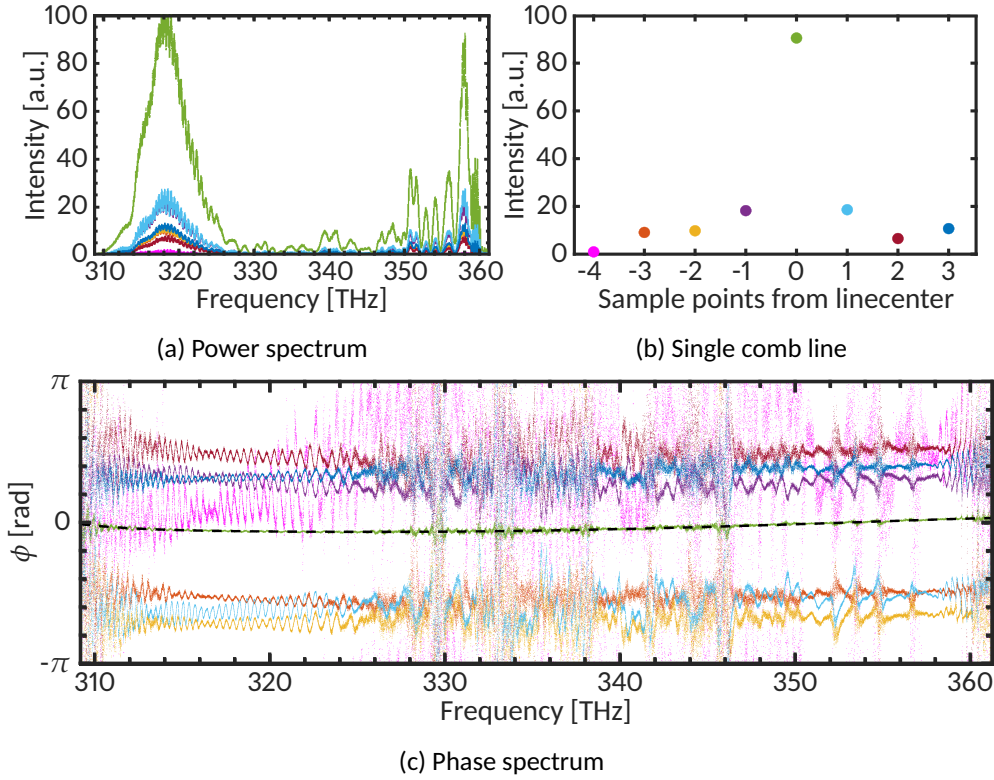 100
80
60
40
20
0
Intensity [a.u.]
310 320 330 340 350 360
Frequency [THz]
(a) Power spectrum
100
80
60
40
20
0
Intensity [a.u.]
-4 -3 -2 -1 0 1 2 3
Sample points from linecenter
(b) Single comb line
π
0
-π
ϕ [rad]
310 320 330 340 350 360
Frequency [THz]
(c) Phase spectrum